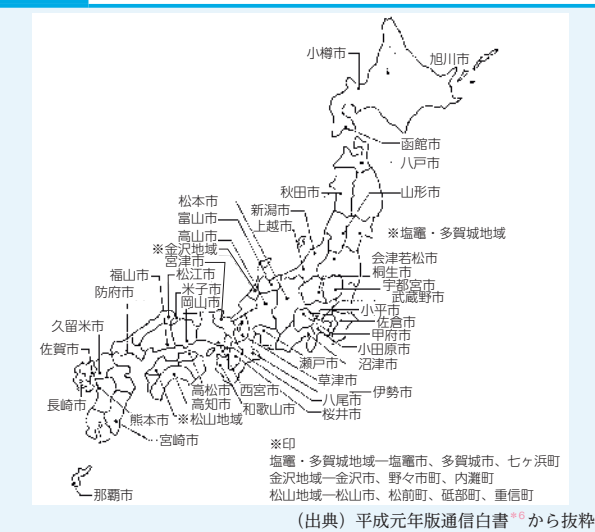 小樽市
旭川市
函館市
八戸市
秋田市
山形市
松本市
新潟市
富山市
上越市
※塩竈・多賀城地域
高山市
※金沢地域
会津若松市
宮津市
桐生市
福山市
松江市
宇都宮市
防府市
米子市
武蔵野市
岡山市
小平市
久留米市
佐倉市
甲府市
佐賀市
小田原市
瀬戸市
沼津市
草津市
高松市
西宮市
伊勢市
長崎市
高知市
八尾市
和歌山市
熊本市
※松山地域
桜井市
宮崎市
※印
塩竈・多賀城地域―塩竈市、多賀城市、七ヶ浜町
金沢地域―金沢市、野々市町、内灘町
松山地域―松山市、松前町、砥部町、重信町
那覇市
（出典）平成元年版通信白書*6から抜粋